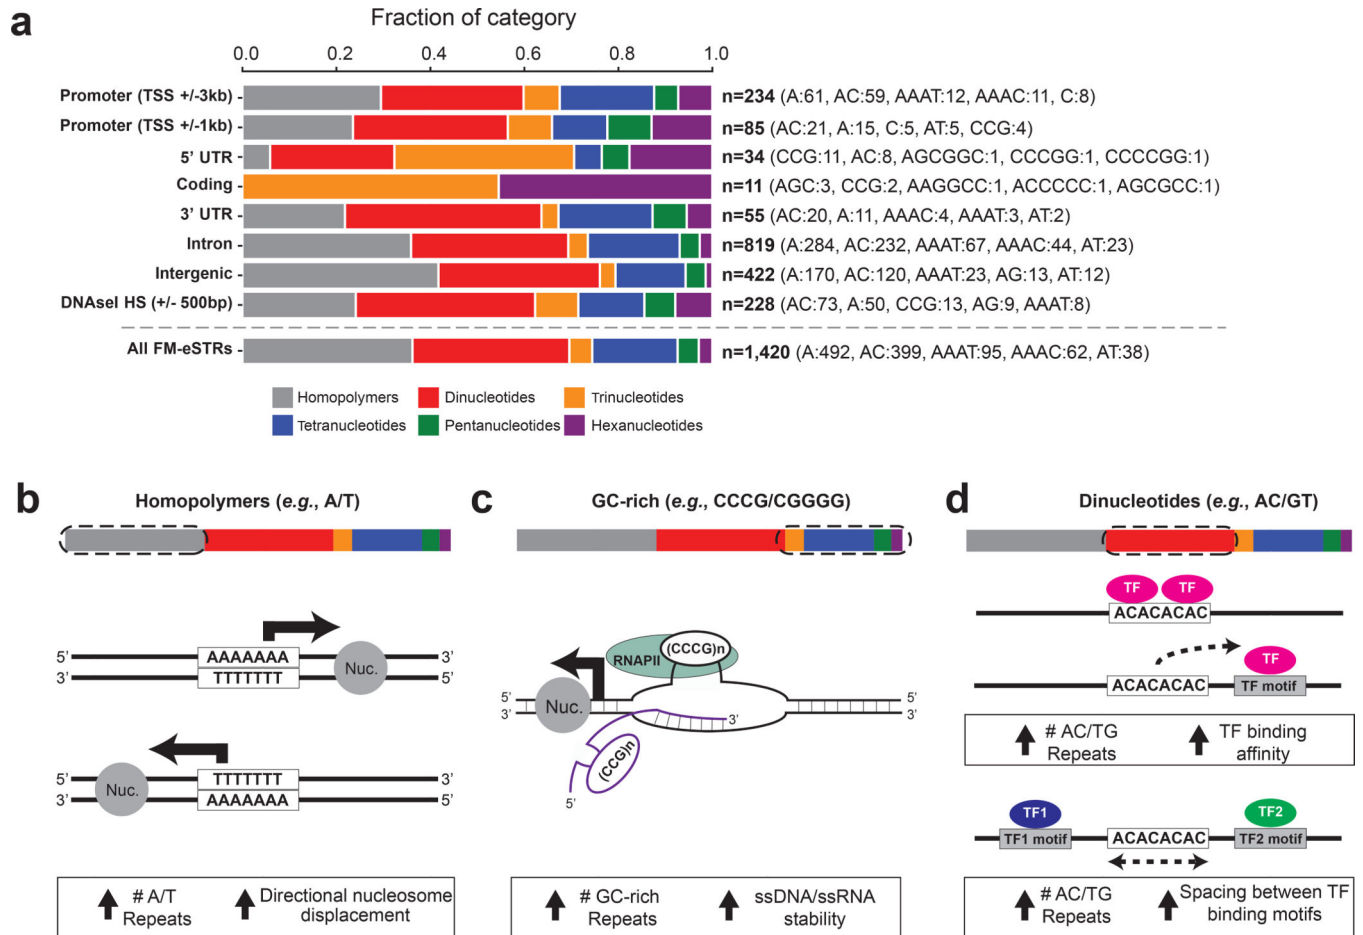 a
Fraction of category
0.0 0.2 0.4 0.6 0.8 1.0
Promoter (TSS +/-3kb) - n=234 (A:61, AC:59, AAAT:12, AAAC:11, C:8)
Promoter (TSS +/-1kb) - n=85 (AC:21, A:15, C:5, AT:5, CCG:4)
5' UTR - n=34 (CCG:11, AC:8, AGCGGC:1, CCCGG:1, CCCCGG:1)
Coding - n=11 (AGC:3, CCG:2, AAGGCC:1, ACCCCC:1, AGCGCC:1)
3' UTR - n=55 (AC:20, A:11, AAAC:4, AAAT:3, AT:2)
Intron - n=819 (A:284, AC:232, AAAT:67, AAAC:44, AT:23)
Intergenic - n=422 (A:170, AC:120, AAAT:23, AG:13, AT:12)
DNAseI HS (+/- 500bp) - n=228 (AC:73, A:50, CCG:13, AG:9, AAAT:8)
All FM-eSTRs - n=1,420 (A:492, AC:399, AAAT:95, AAAC:62, AT:38)
Homopolymers Dinucleotides Trinucleotides
Tetranucleotides Pentanucleotides Hexanucleotides
b
Homopolymers (e.g., A/T)
5' AAAAAAA 3'
3' TTTTTTT 5'
Nuc.
5' TTTTTTT 3'
3' AAAAAAA 5'
Nuc.
# A/T
Repeats
Directional nucleosome
displacement
c
GC-rich (e.g., CCCG/CGGGG)
RNAPII
(CCCG)n
5' 5'
3' 3'
Nuc.
3'
(CCG)n
5'
# GC-rich
Repeats
ssDNA/ssRNA
stability
d
Dinucleotides (e.g., AC/GT)
TF TF
ACACACAC
TF
ACACACAC TF motif
# AC/TG
Repeats
TF binding
affinity
TF1 TF2
TF1 motif ACACACAC TF2 motif
# AC/TG
Repeats
Spacing between TF
binding motifs